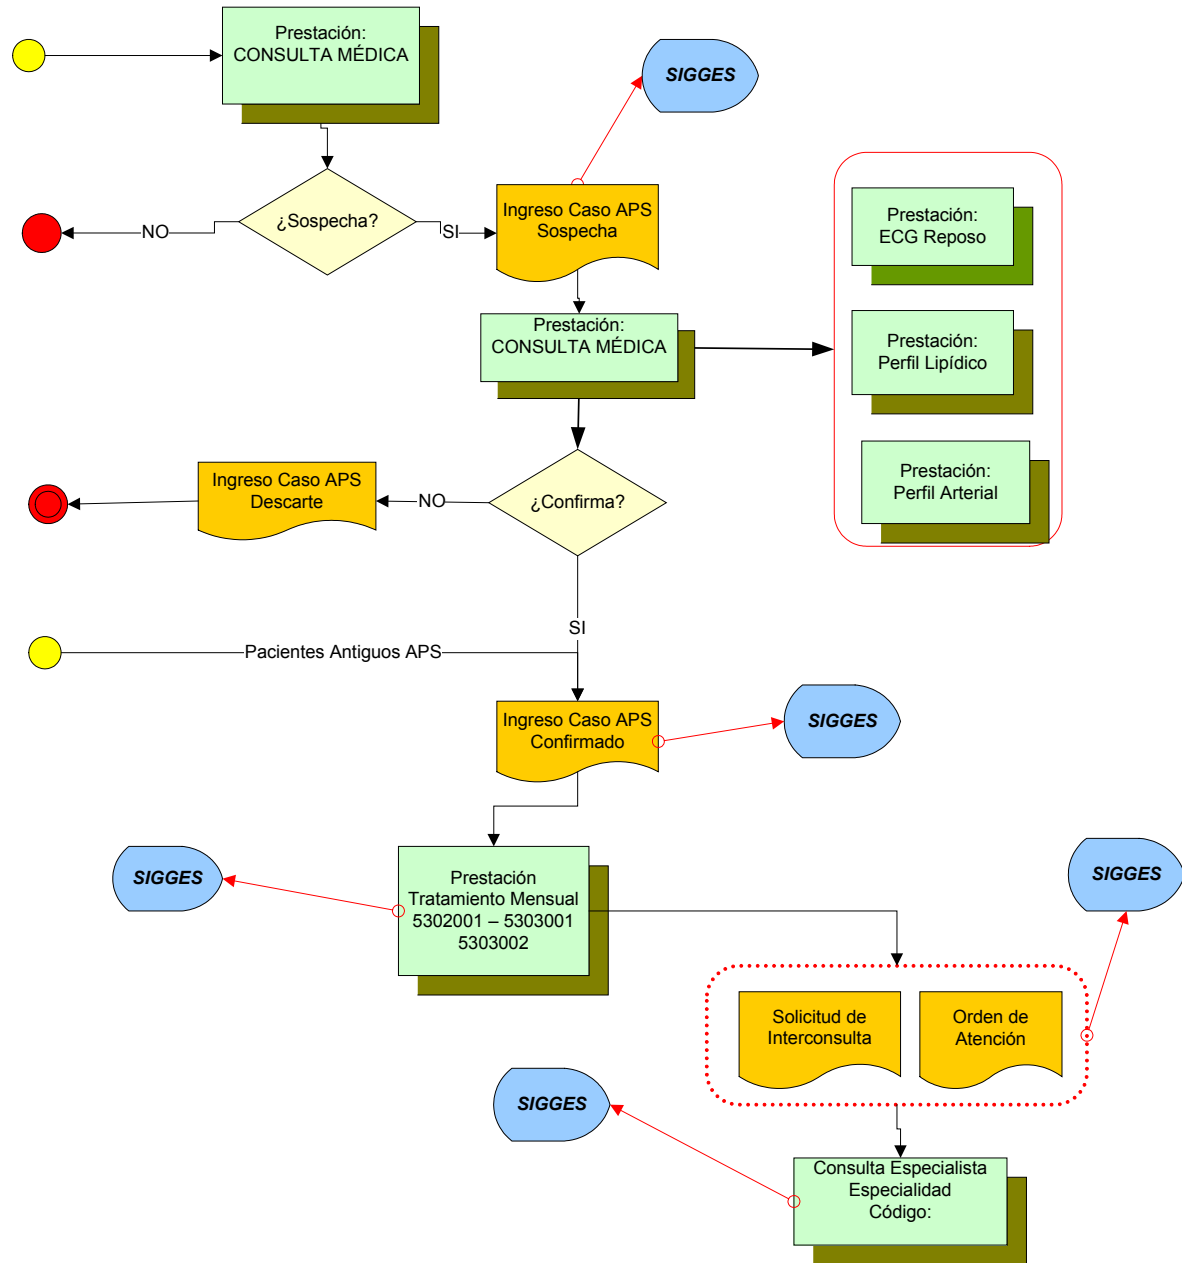 Prestación:
CONSULTA MÉDICA
SIGGES
¿Sospecha?
NO
SI
Ingreso Caso APS
Sospecha
Prestación:
ECG Reposo
Prestación:
CONSULTA MÉDICA
Prestación:
Perfil Lipídico
Prestación:
Perfil Arterial
Ingreso Caso APS
Descarte
NO
¿Confirma?
SI
Pacientes Antiguos APS
Ingreso Caso APS
Confirmado
SIGGES
SIGGES
Prestación
Tratamiento Mensual
5302001 – 5303001
5303002
SIGGES
Solicitud de
Interconsulta
Orden de
Atención
SIGGES
Consulta Especialista
Especialidad
Código: